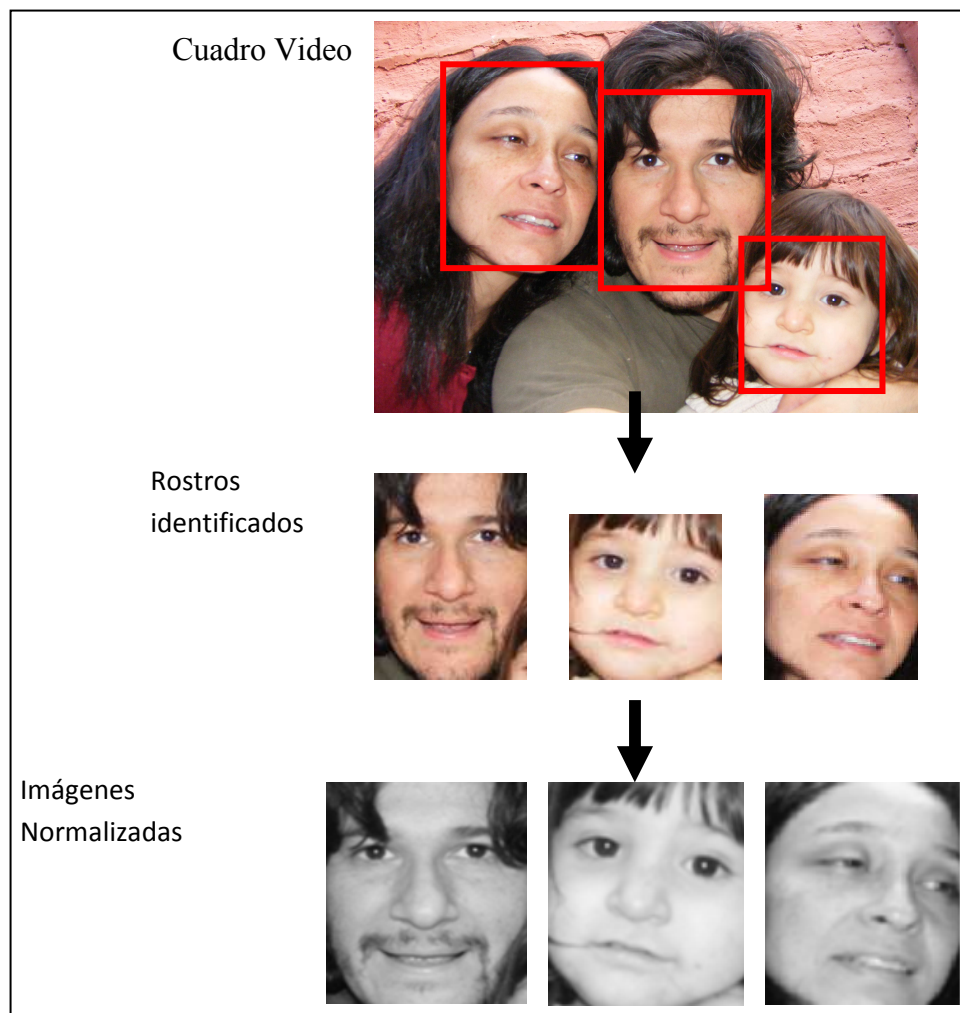 Cuadro Video
Rostros
identificados
Imágenes
Normalizadas